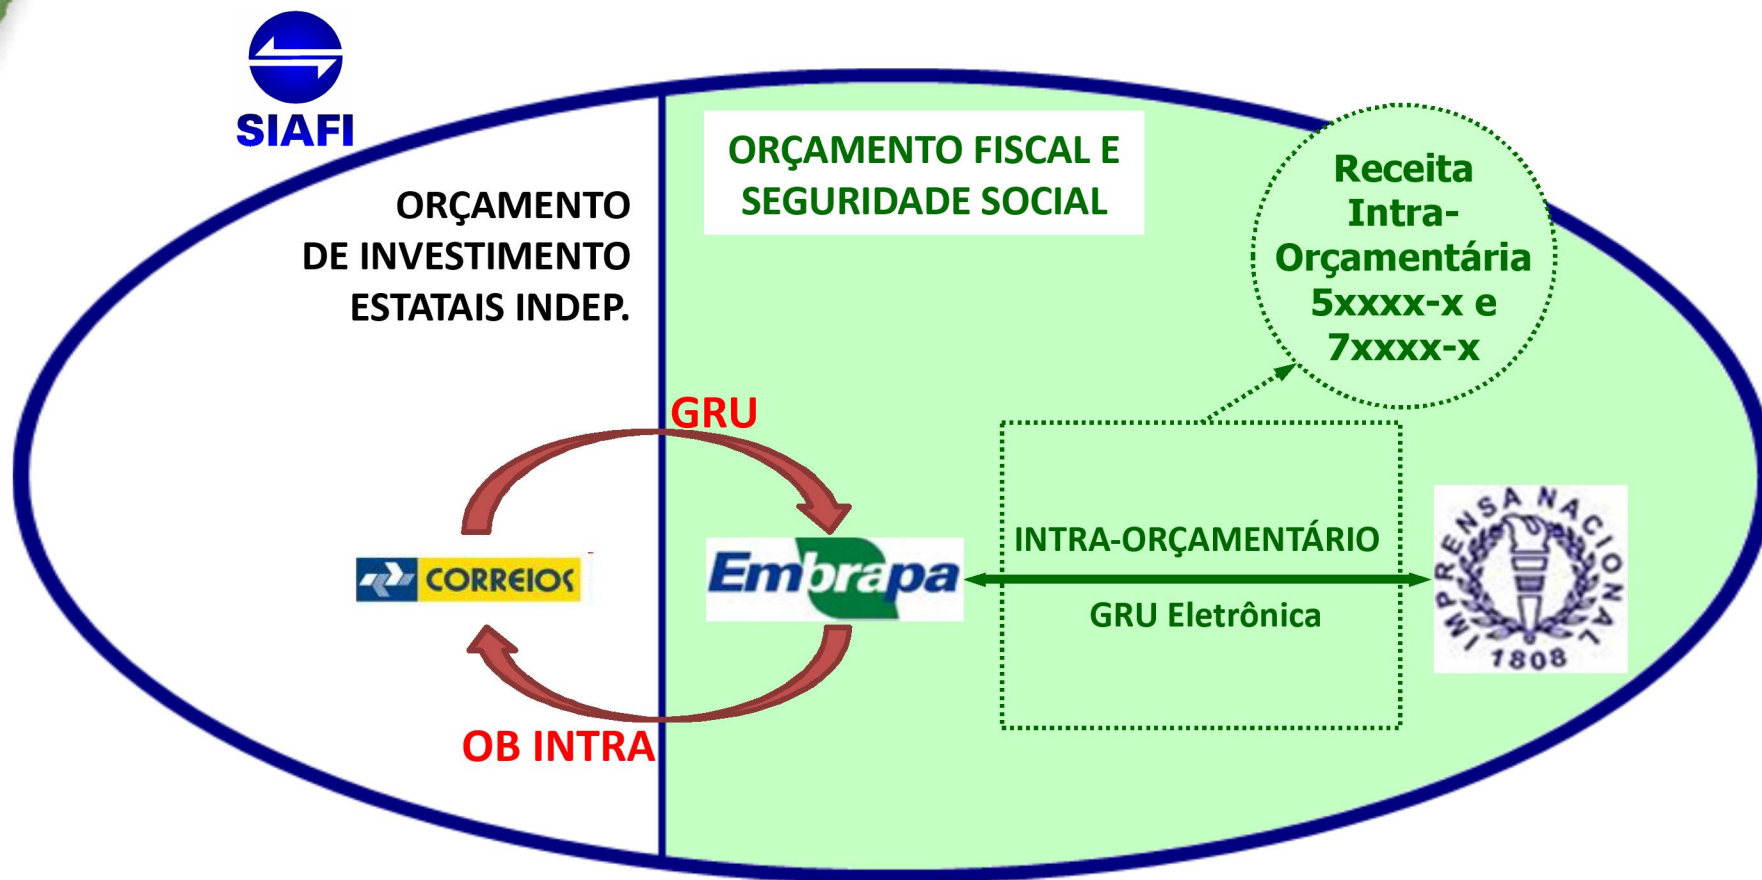 SIAFI
ORÇAMENTO
DE INVESTIMENTO
ESTATAIS INDEP.
ORÇAMENTO FISCAL E
SEGURIDADE SOCIAL
Receita
Intra-
Orçamentária
5xxxx-x e
7xxxx-x
GRU
CORREIOS
Embrapa
INTRA-ORÇAMENTÁRIO
GRU Eletrônica
IMPRENSA NACIONAL
1808
OB INTRA